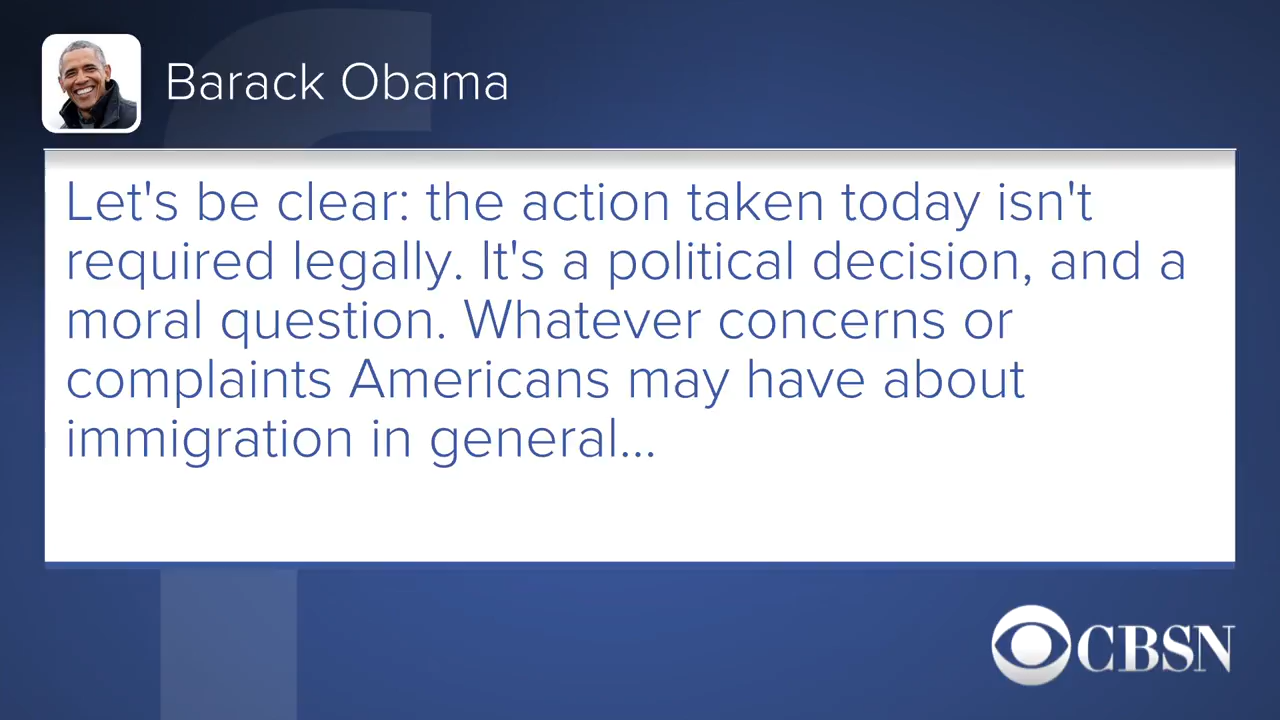 Barack Obama
Let's be clear: the action taken today isn't
required legally. It's a political decision, and a
moral question. Whatever concerns or
complaints Americans may have about
immigration in general...
CBSN